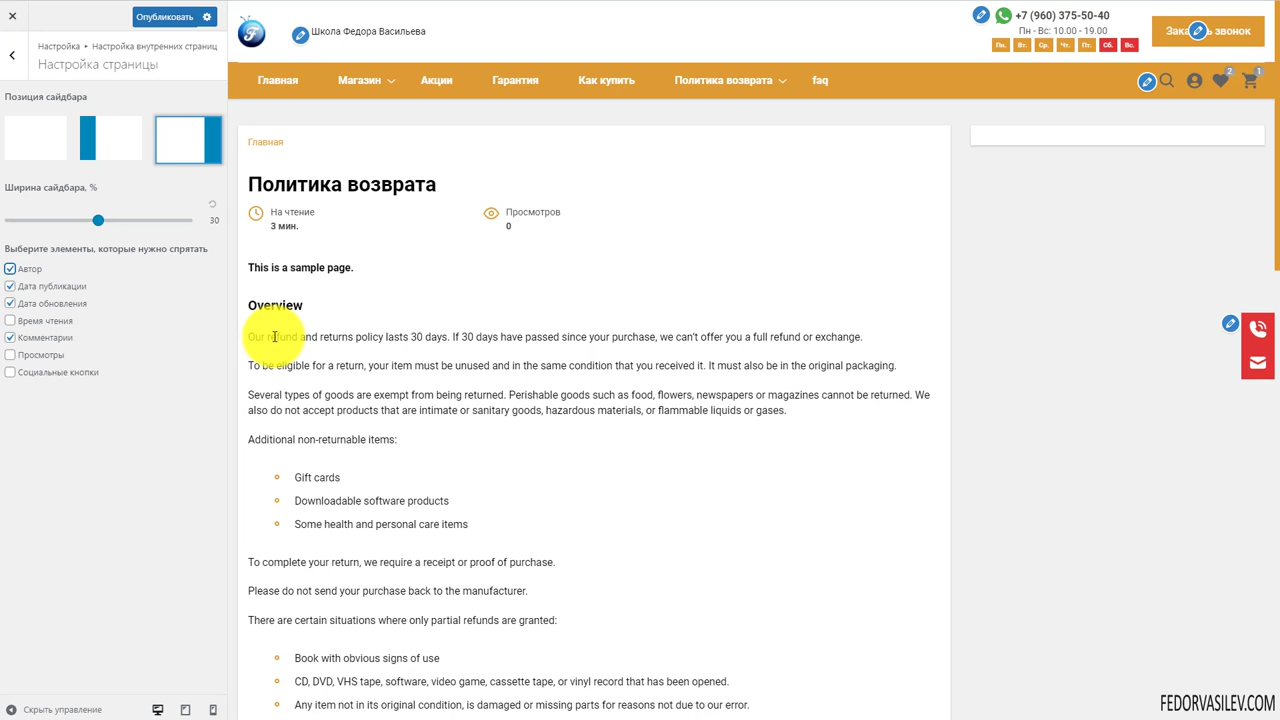 Опубликовать
Настройка ▸ Настройка внутренних страниц
Настройка страницы
Позиция сайдбара
Ширина сайдбара, %
30
Выберите элементы, которые нужно спрятать
Автор
Дата публикации
Дата обновления
Время чтения
Комментарии
Просмотры
Социальные кнопки
Скрыть управление
Школа Федора Васильева
+7 (960) 375-50-40
Пн - Вс: 10.00 - 19.00
Пн. Вт. Ср. Чт. Пт. Сб. Вс.
звонок
Главная Магазин Акции Гарантия Как купить Политика возврата faq
2 1
Главная
Политика возврата
На чтение
3 мин.
Просмотров
0
This is a sample page.
Overview
Our refund and returns policy lasts 30 days. If 30 days have passed since your purchase, we can’t offer you a full refund or exchange.
To be eligible for a return, your item must be unused and in the same condition that you received it. It must also be in the original packaging.
Several types of goods are exempt from being returned. Perishable goods such as food, flowers, newspapers or magazines cannot be returned. We
also do not accept products that are intimate or sanitary goods, hazardous materials, or flammable liquids or gases.
Additional non-returnable items:
Gift cards
Downloadable software products
Some health and personal care items
To complete your return, we require a receipt or proof of purchase.
Please do not send your purchase back to the manufacturer.
There are certain situations where only partial refunds are granted:
Book with obvious signs of use
CD, DVD, VHS tape, software, video game, cassette tape, or vinyl record that has been opened.
Any item not in its original condition, is damaged or missing parts for reasons not due to our error.
FEDORVASILEV.COM